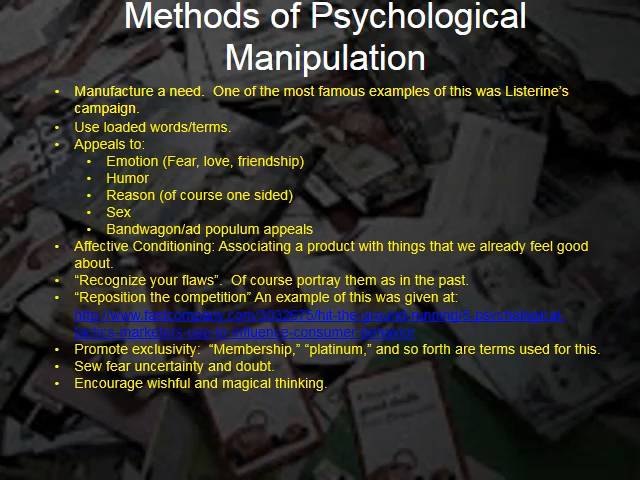 Methods of Psychological
Manipulation
• Manufacture a need.  One of the most famous examples of this was Listerine's
campaign.
• Use loaded words/terms.
• Appeals to:
• Emotion (Fear, love, friendship)
• Humor
• Reason (of course one sided)
• Sex
• Bandwagon/ad populum appeals
• Affective Conditioning: Associating a product with things that we already feel good
about.
• “Recognize your flaws”.  Of course portray them as in the past.
• “Reposition the competition” An example of this was given at:
http://www.fastcompany.com/3032675/hit-the-ground-running/5-psychological-
tactics-marketers-use-to-influence-consumer-behavior
• Promote exclusivity:  “Membership,” “platinum,” and so forth are terms used for this.
• Sew fear uncertainty and doubt.
• Encourage wishful and magical thinking.